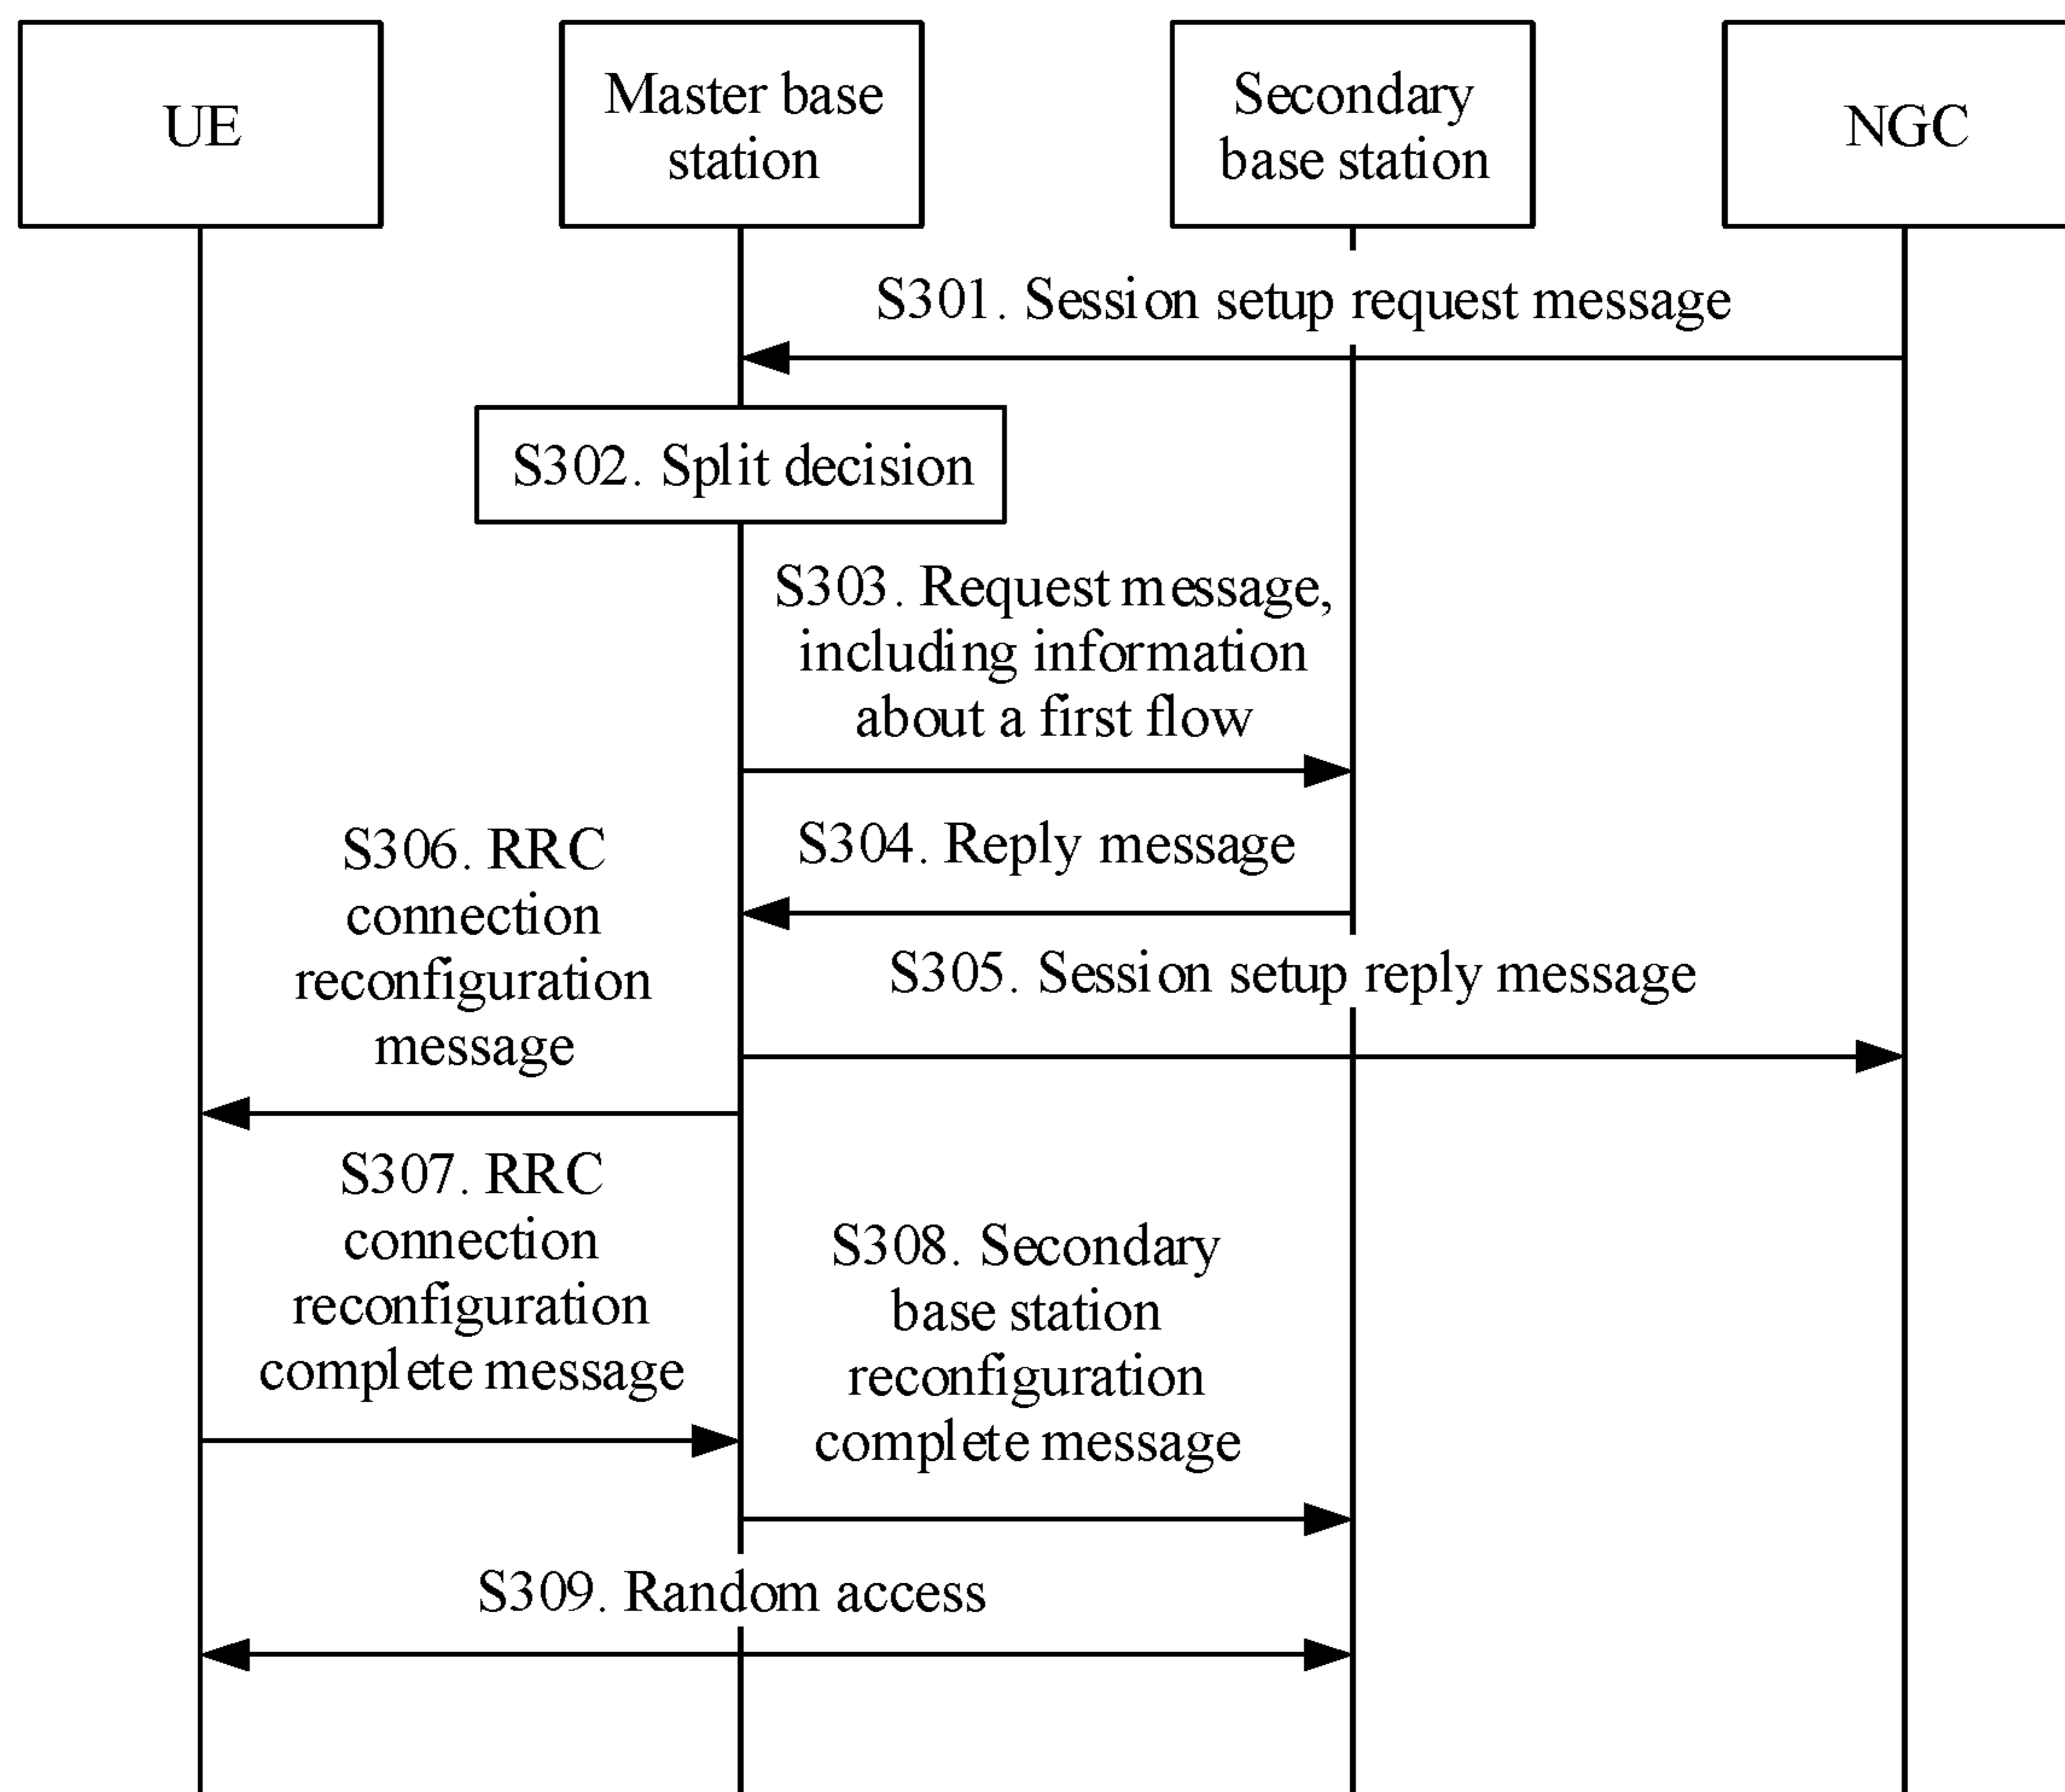 UE
Master base
station
Secondary
base station
NGC
S301. Session setup request message
S302. Split decision
S303. Request message,
including information
about a first flow
S304. Reply message
S305. Session setup reply message
S306. RRC
connection
reconfiguration
message
S307. RRC
connection
reconfiguration
complete message
S308. Secondary
base station
reconfiguration
complete message
S309. Random access